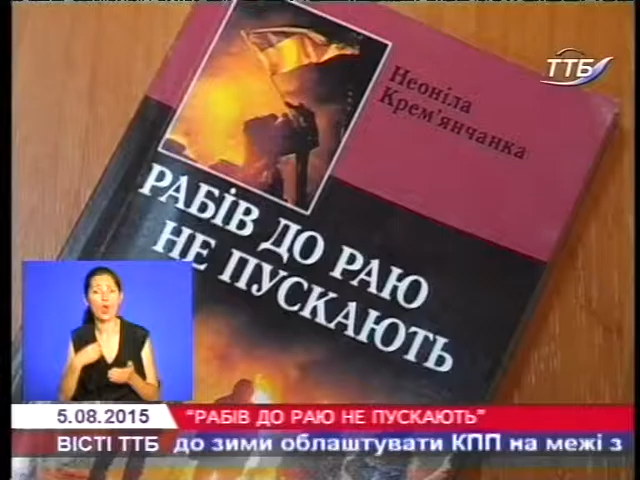 ТТБ
Неоніла
Крем'янчанка
РАБІВ ДО РАЮ
НЕ ПУСКАЮТЬ
5.08.2015
"РАБІВ ДО РАЮ НЕ ПУСКАЮТЬ"
ВІСТІ ТТБ
до зими облаштувати КПП на межі з